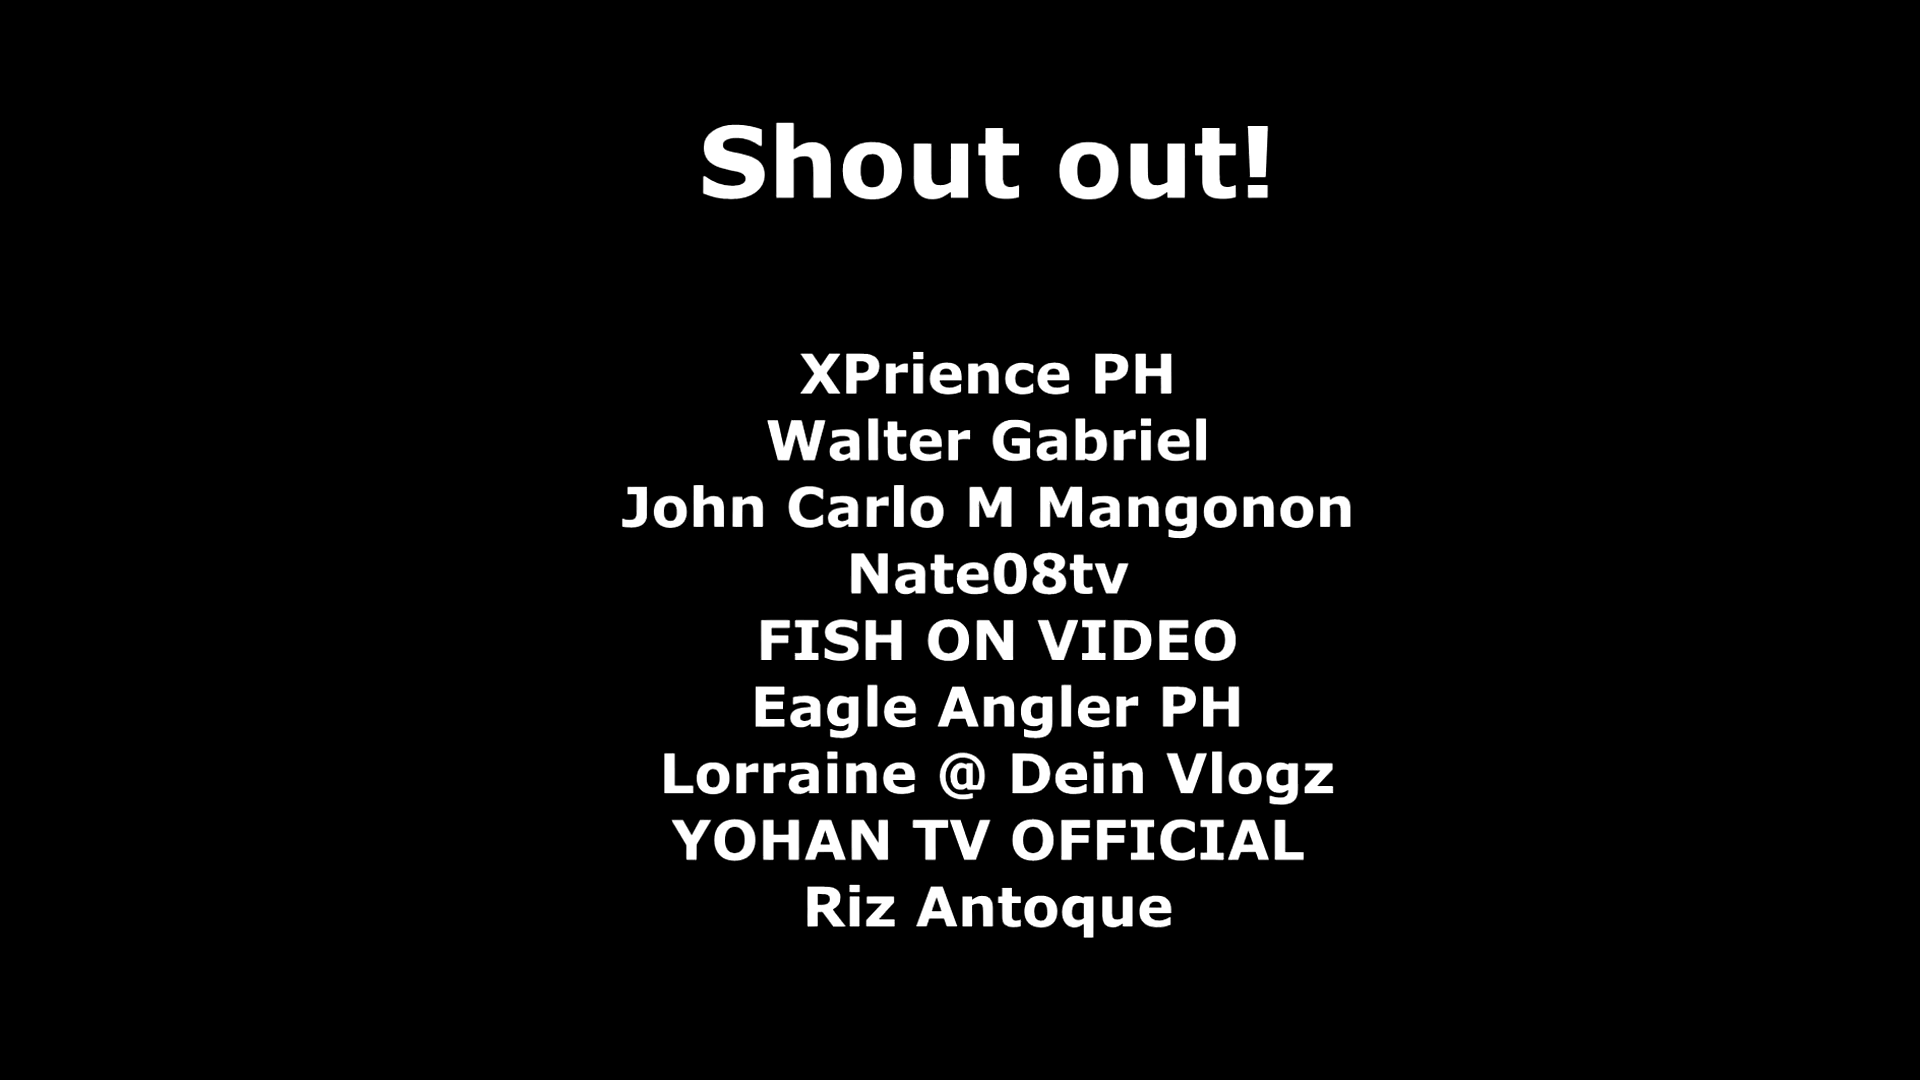 Shout out!
XPrience PH
Walter Gabriel
John Carlo M Mangonon
Nate08tv
FISH ON VIDEO
Eagle Angler PH
Lorraine @ Dein Vlogz
YOHAN TV OFFICIAL
Riz Antoque